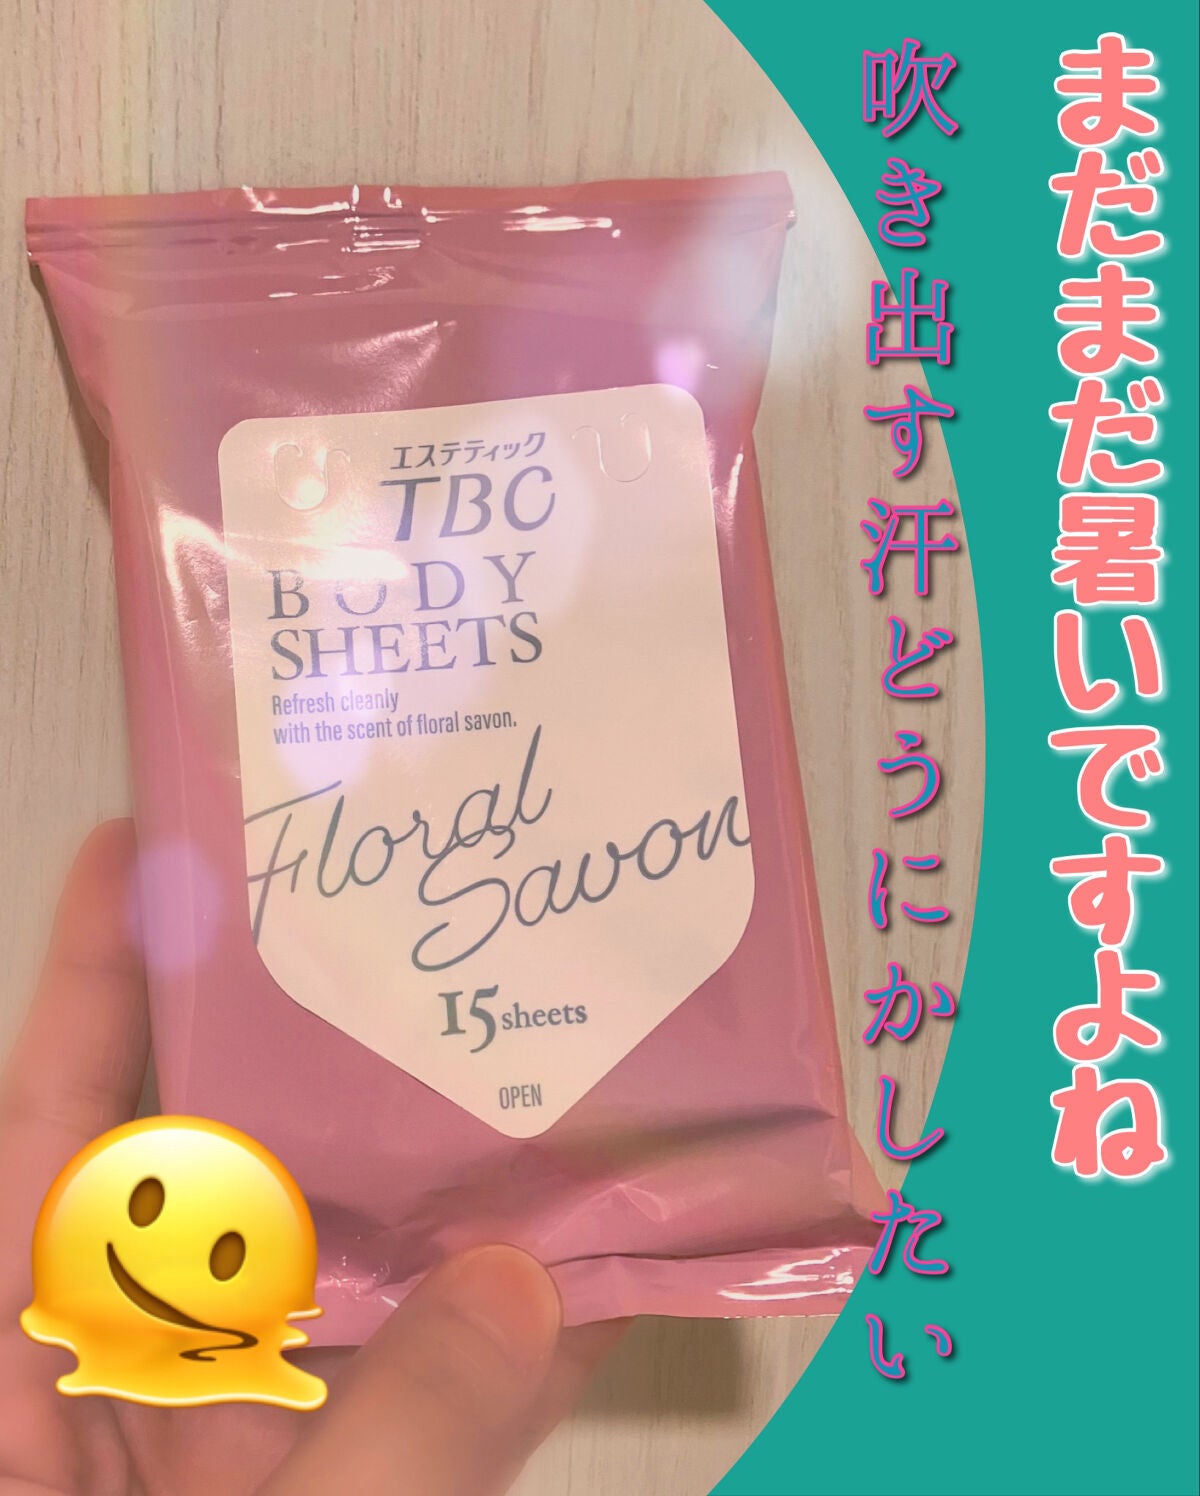 まだまだ暑いですよね
吹き出す汗どうにかしたい
エステティック
TBC
BODY
SHEETS
Refresh cleanly
with the scent of floral savon.
Floral
Savon
15 sheets
OPEN